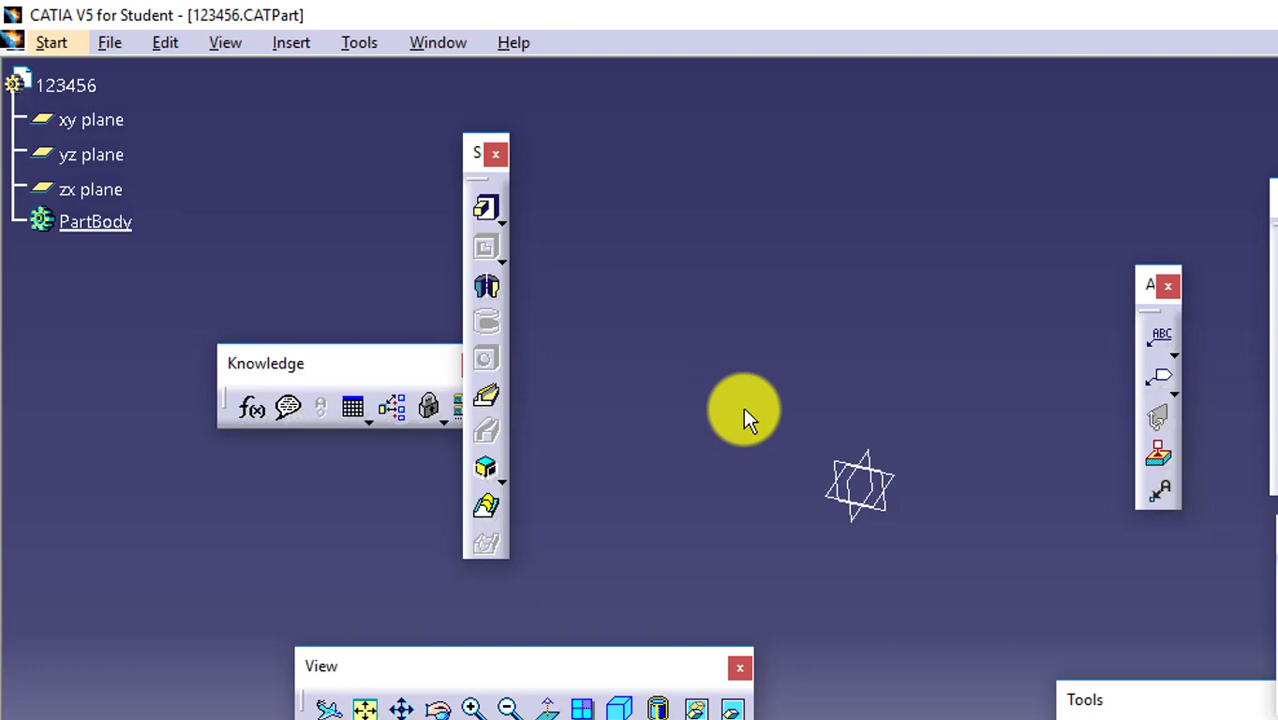 CATIA V5 for Student - [123456.CATPart]
Start File Edit View Insert Tools Window Help
123456
xy plane
yz plane
zx plane
PartBody
S x
Knowledge
f(x)
A x
ABC
A
View x
Tools